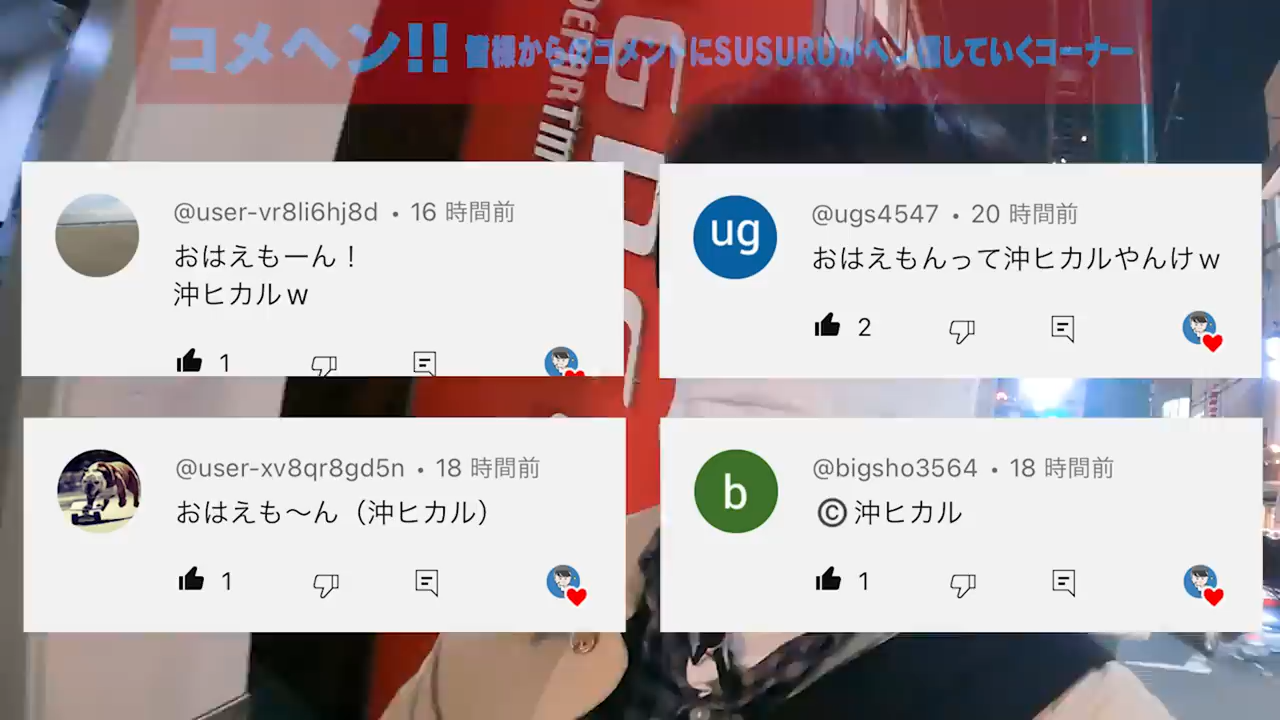 コメヘン!! 皆様からのコメントにSUSURUがヘン信していくコーナー
@user-vr8li6hj8d・16 時間前
おはえもーん！
沖ヒカルｗ
1
ug
@ugs4547・20 時間前
おはえもんって沖ヒカルやんけｗ
2
@user-xv8qr8gd5n・18 時間前
おはえも〜ん（沖ヒカル）
1
b
@bigsho3564・18 時間前
©沖ヒカル
1